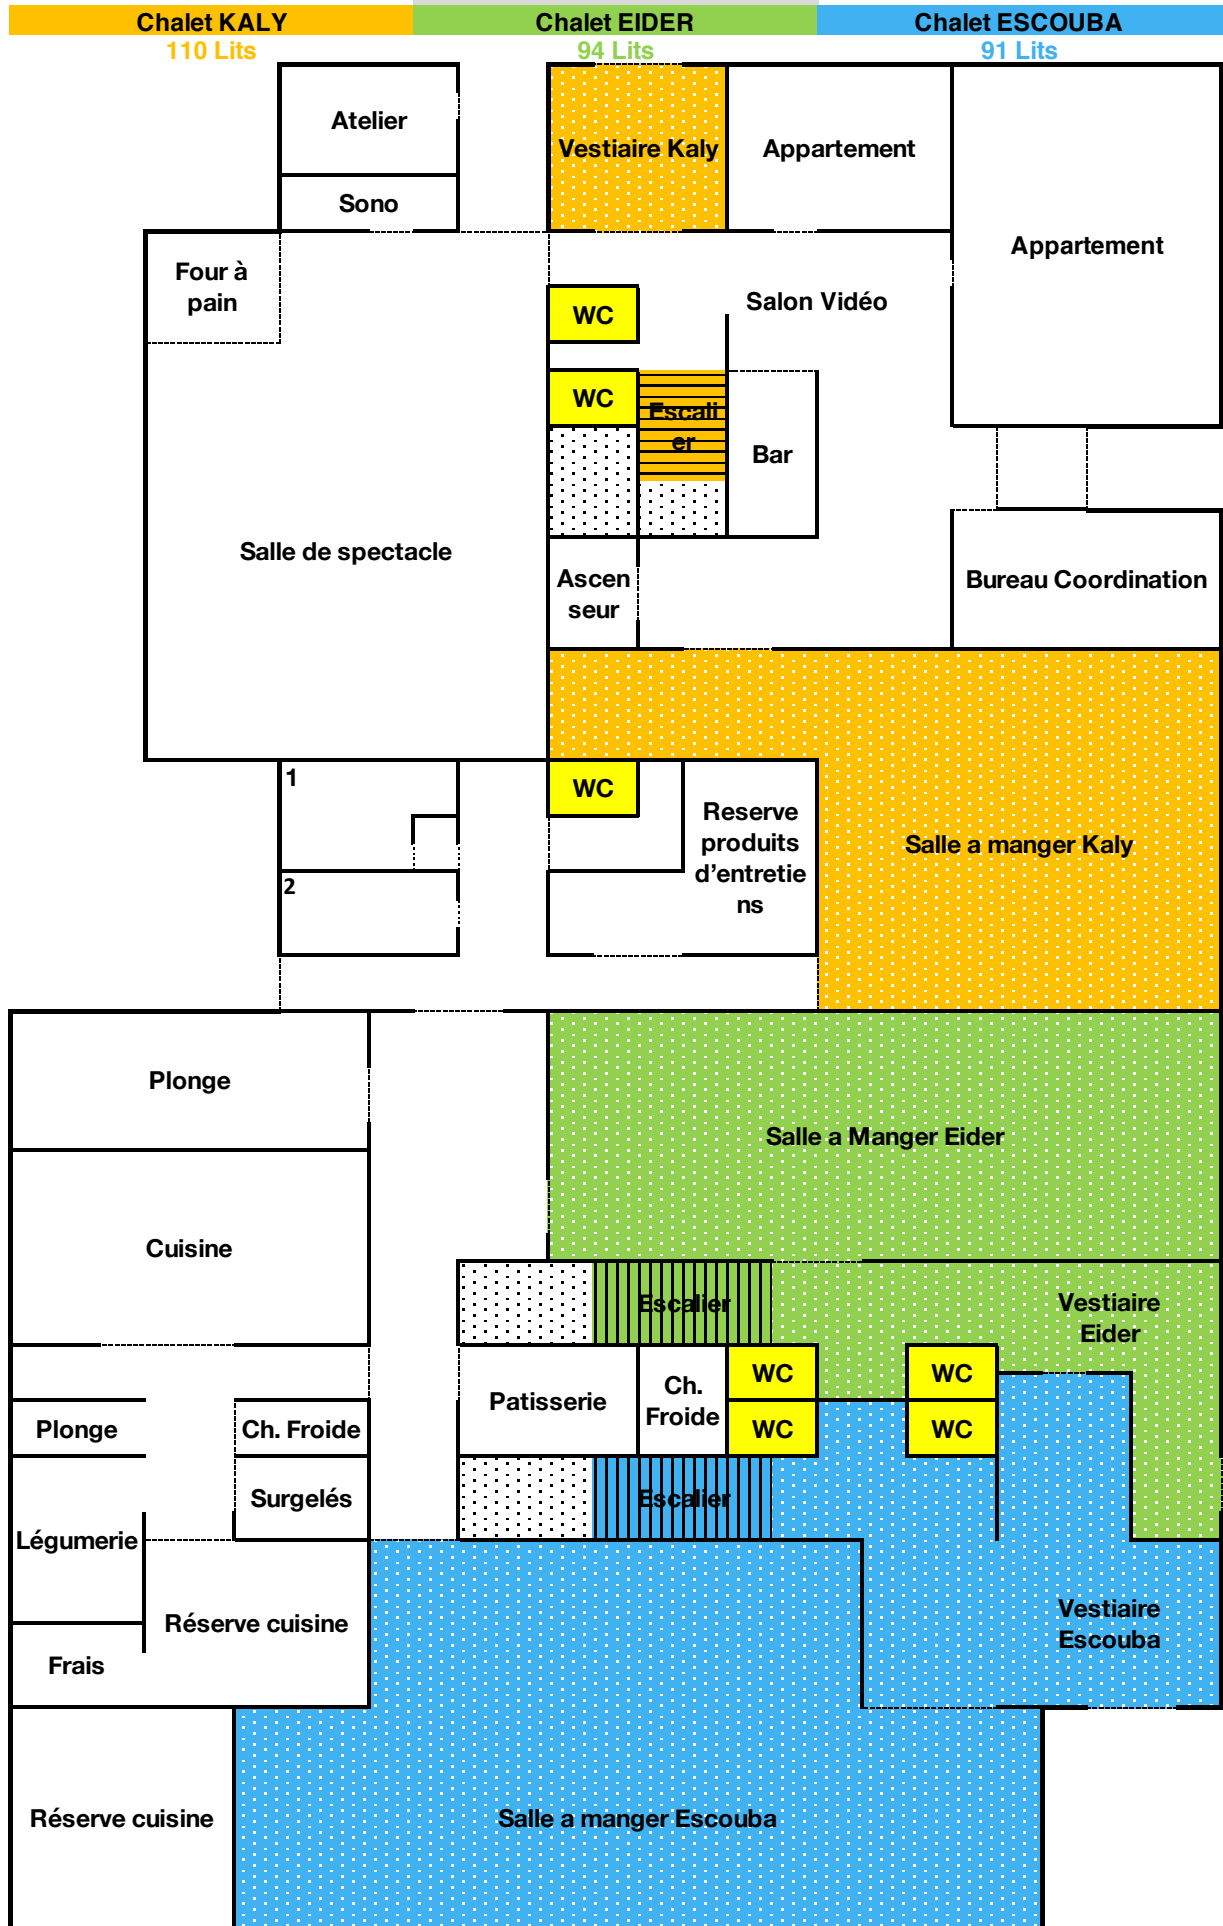 Chalet KALY
Chalet EIDER
Chalet ESCOUBA
110 Lits
94 Lits
91 Lits
Atelier
Vestiaire Kaly
Appartement
Sono
Appartement
Four à
pain
Salon Vidéo
WC
WC
Escali
er
Bar
Salle de spectacle
Ascen
seur
Bureau Coordination
1
WC
Reserve
produits
d'entretie
ns
Salle a manger Kaly
2
Plonge
Salle a Manger Eider
Cuisine
Escalier
Vestiaire
Eider
WC
WC
Patisserie
Ch.
Froide
Plonge
Ch. Froide
WC
WC
Surgelés
Escalier
Légumerie
Réserve cuisine
Vestiaire
Escouba
Frais
Réserve cuisine
Salle a manger Escouba